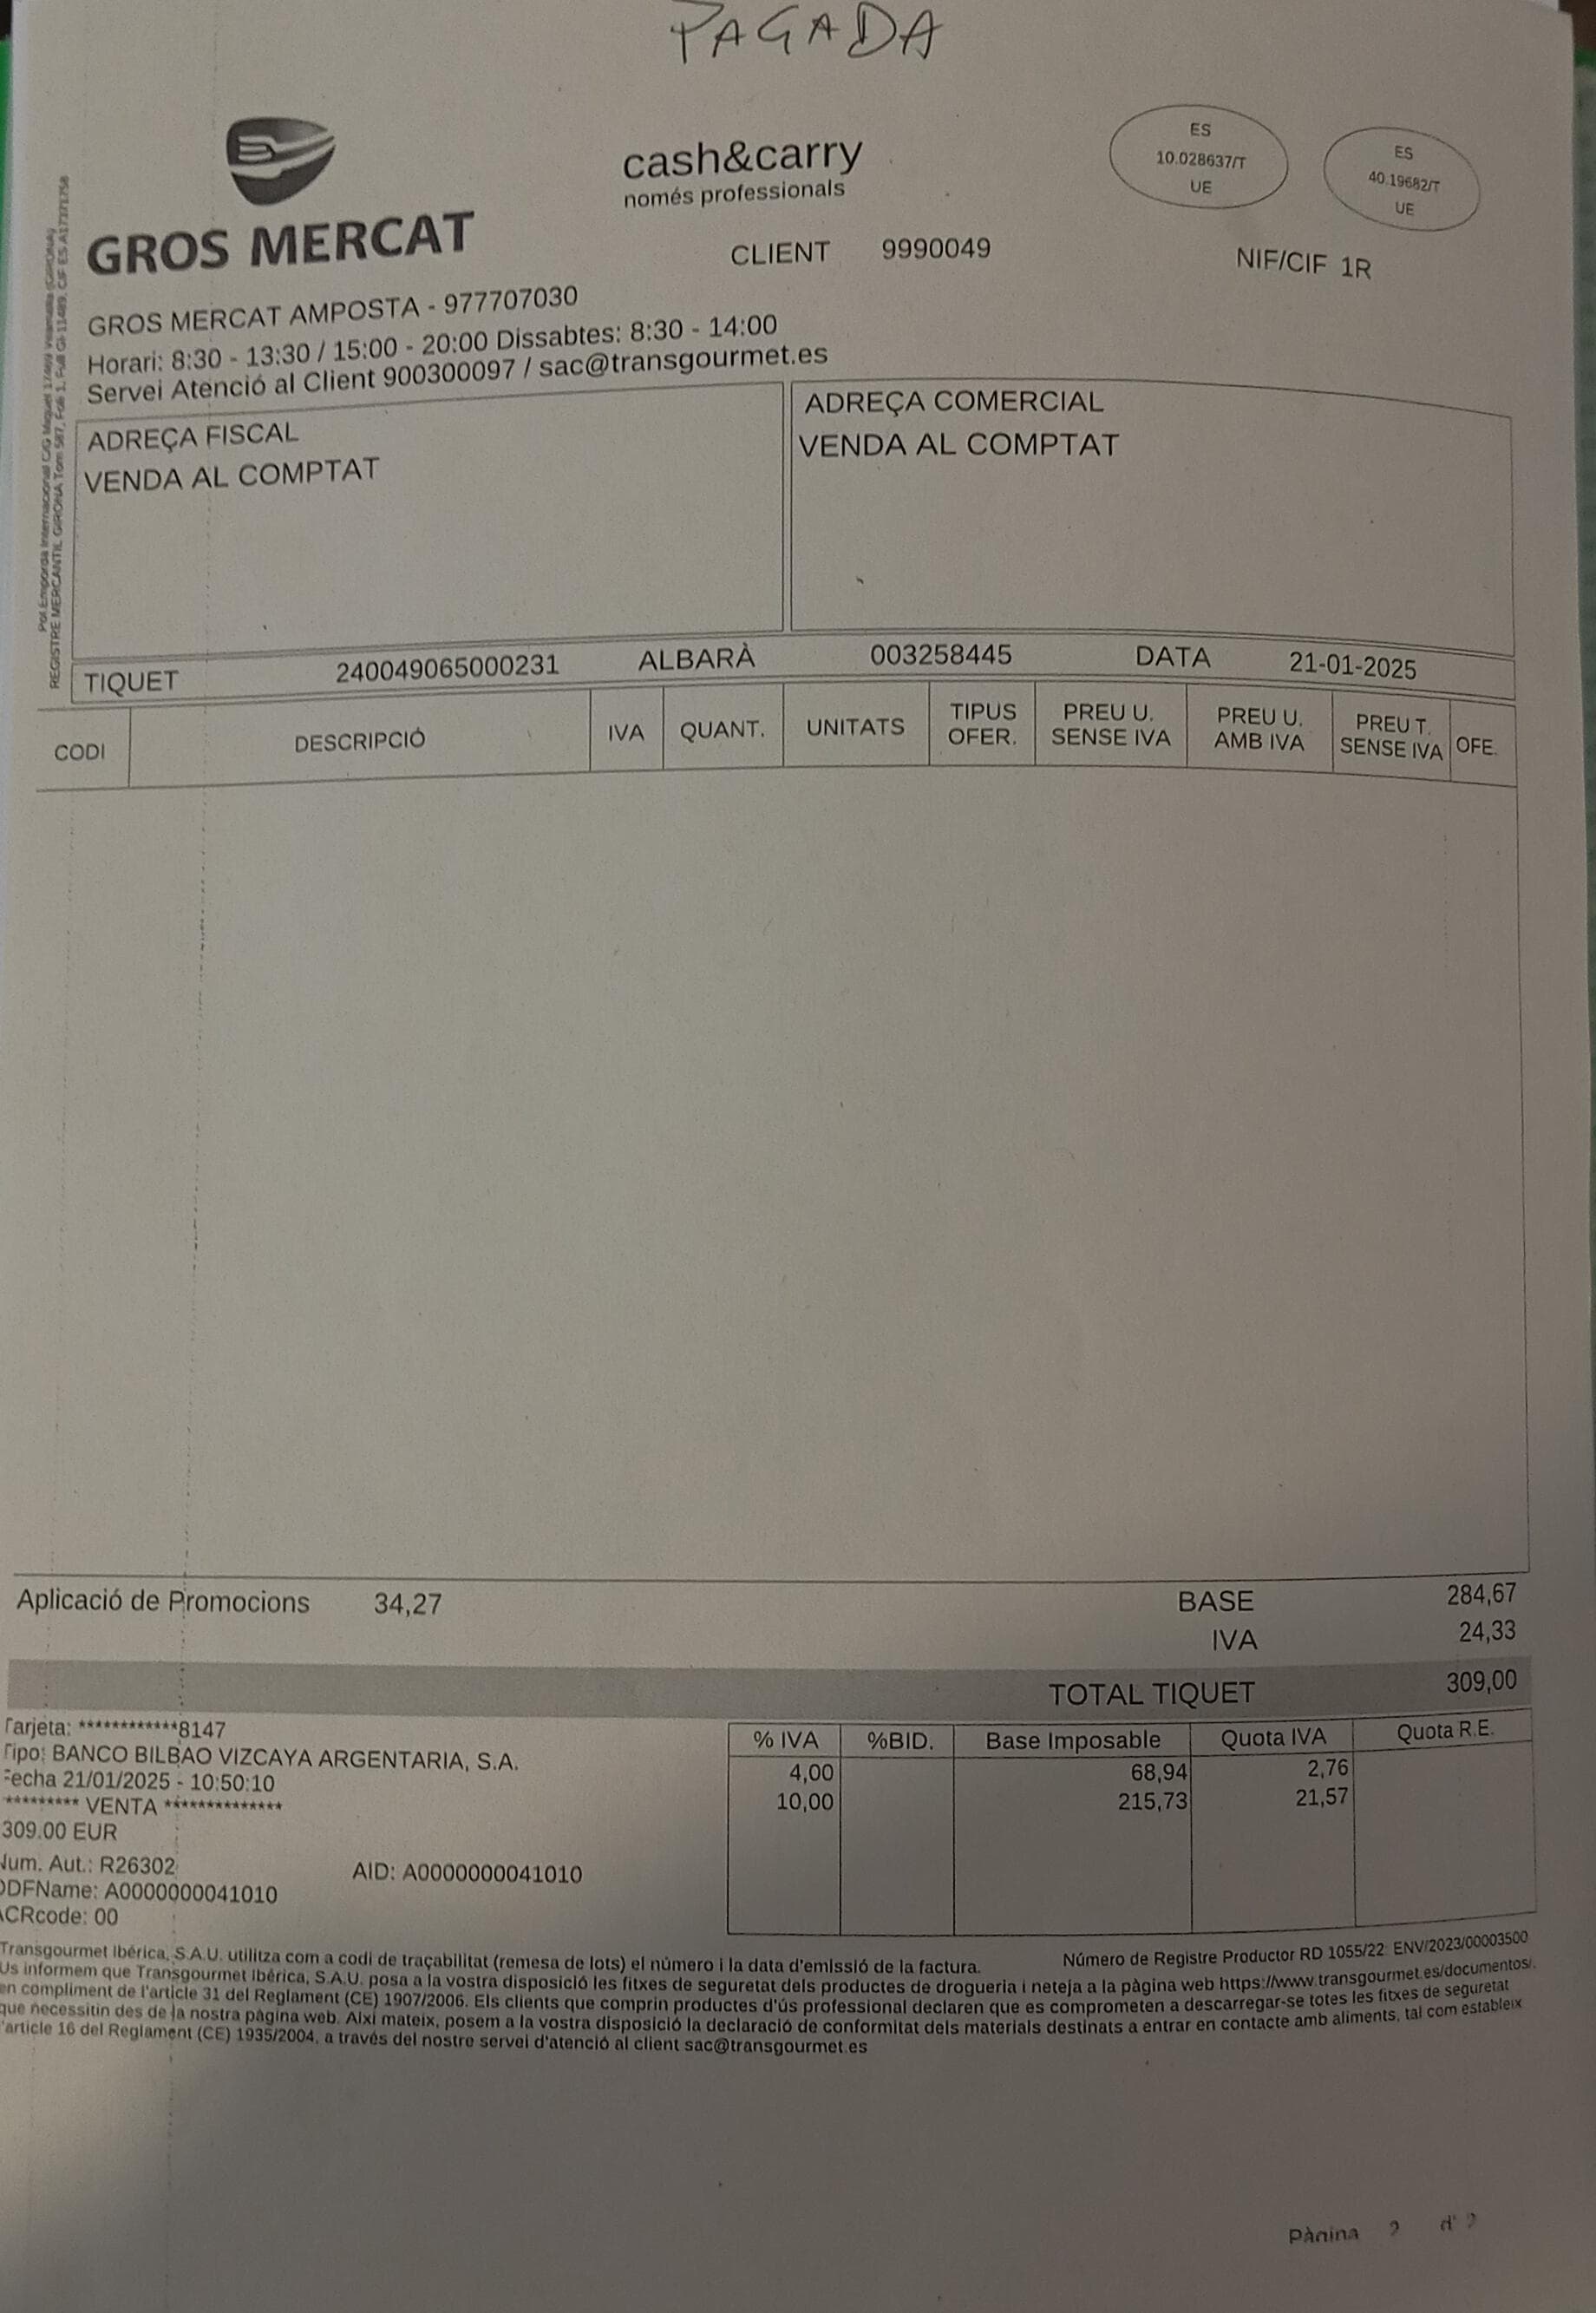 PAGADA
GROS MERCAT
cash&carry
només professionals
ES
10.028637/T
UE
ES
40.19682/T
UE
CLIENT 9990049 NIF/CIF 1R
GROS MERCAT AMPOSTA - 977707030
Horari: 8:30 - 13:30 / 15:00 - 20:00 Dissabtes: 8:30 - 14:00
Servei Atenció al Client 900300097 / sac@transgourmet.es
Pol.Emporda Internacional C/G Miquel 17469 Vilamalla (GIRONA)
REGISTRE MERCANTIL GIRONA Tom 587, Foli 1, Full GI-11489. CIF ES A17371758
ADREÇA FISCAL
VENDA AL COMPTAT
ADREÇA COMERCIAL
VENDA AL COMPTAT
TIQUET 240049065000231 ALBARÀ 003258445 DATA 21-01-2025
CODI DESCRIPCIÓ IVA QUANT. UNITATS TIPUS OFER. PREU U. SENSE IVA PREU U. AMB IVA PREU T. SENSE IVA OFE.
Aplicació de Promocions 34,27
BASE 284,67
IVA 24,33
TOTAL TIQUET 309,00
Tarjeta: ************8147
Tipo: BANCO BILBAO VIZCAYA ARGENTARIA, S.A.
Fecha 21/01/2025 - 10:50:10
********* VENTA **************
309.00 EUR
Num. Aut.: R26302
AID: A0000000041010
DDFName: A0000000041010
ACRcode: 00
% IVA %BID. Base Imposable Quota IVA Quota R.E.
4,00 68,94 2,76
10,00 215,73 21,57
Transgourmet Ibérica, S.A.U. utilitza com a codi de traçabilitat (remesa de lots) el número i la data d'emissió de la factura. Número de Registre Productor RD 1055/22: ENV/2023/00003500
Us informem que Transgourmet Ibérica, S.A.U. posa a la vostra disposició les fitxes de seguretat dels productes de drogueria i neteja a la pàgina web https://www.transgourmet.es/documentos/.
en compliment de l'article 31 del Reglament (CE) 1907/2006. Els clients que comprin productes d'ús professional declaren que es comprometen a descarregar-se totes les fitxes de seguretat
que necessitin des de la nostra pàgina web. Així mateix, posem a la vostra disposició la declaració de conformitat dels materials destinats a entrar en contacte amb aliments, tal com estableix
l'article 16 del Reglament (CE) 1935/2004, a través del nostre servei d'atenció al client sac@transgourmet.es
Pàgina 2 d' 2